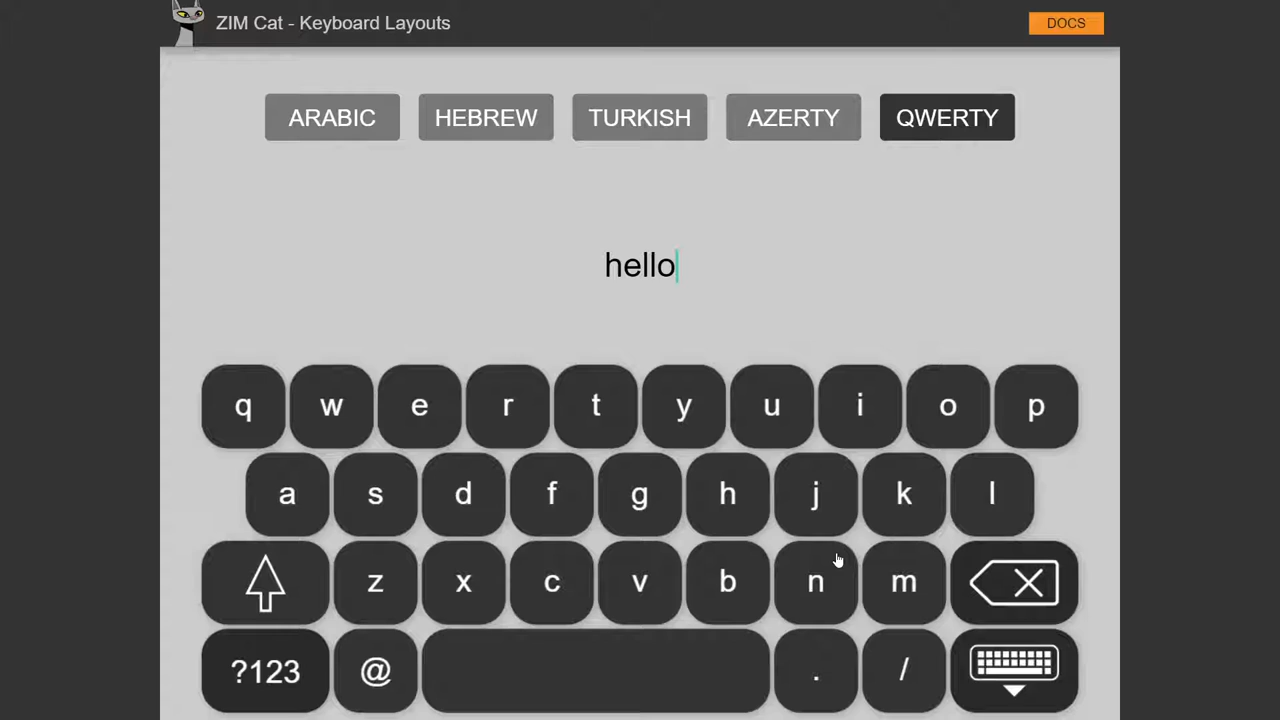 ZIM Cat - Keyboard Layouts
DOCS
ARABIC HEBREW TURKISH AZERTY QWERTY
hello
q w e r t y u i o p
a s d f g h j k l
z x c v b n m
?123 @ . /